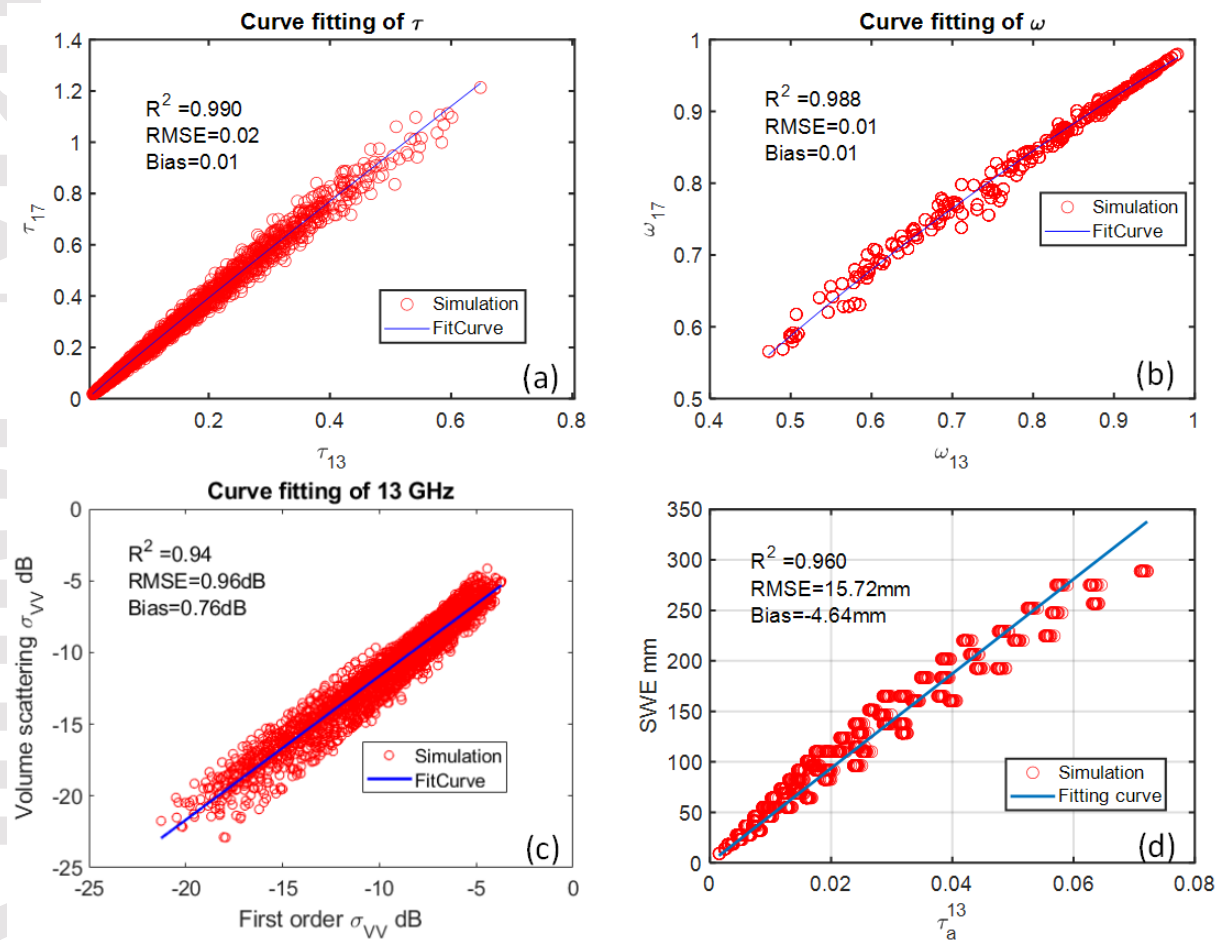 Curve fitting of τ
1.4
1.2
1
0.8
0.6
0.4
0.2
0
R² =0.990
RMSE=0.02
Bias=0.01
Simulation
FitCurve
(a)
0.2
0.4
0.6
0.8
τ₁₃
τ₁₇
Curve fitting of ω
1
0.9
0.8
0.7
0.6
0.5
R² =0.988
RMSE=0.01
Bias=0.01
Simulation
FitCurve
(b)
0.4
0.5
0.6
0.7
0.8
0.9
1
ω₁₃
ω₁₇
Curve fitting of 13 GHz
0
-5
-10
-15
-20
-25
R² =0.94
RMSE=0.96dB
Bias=0.76dB
Simulation
FitCurve
(c)
-25
-20
-15
-10
-5
0
First order σ_VV dB
Volume scattering σ_VV dB
350
300
250
200
150
100
50
0
R² =0.960
RMSE=15.72mm
Bias=-4.64mm
Simulation
Fitting curve
(d)
0
0.02
0.04
0.06
0.08
τₐ¹³
SWE mm